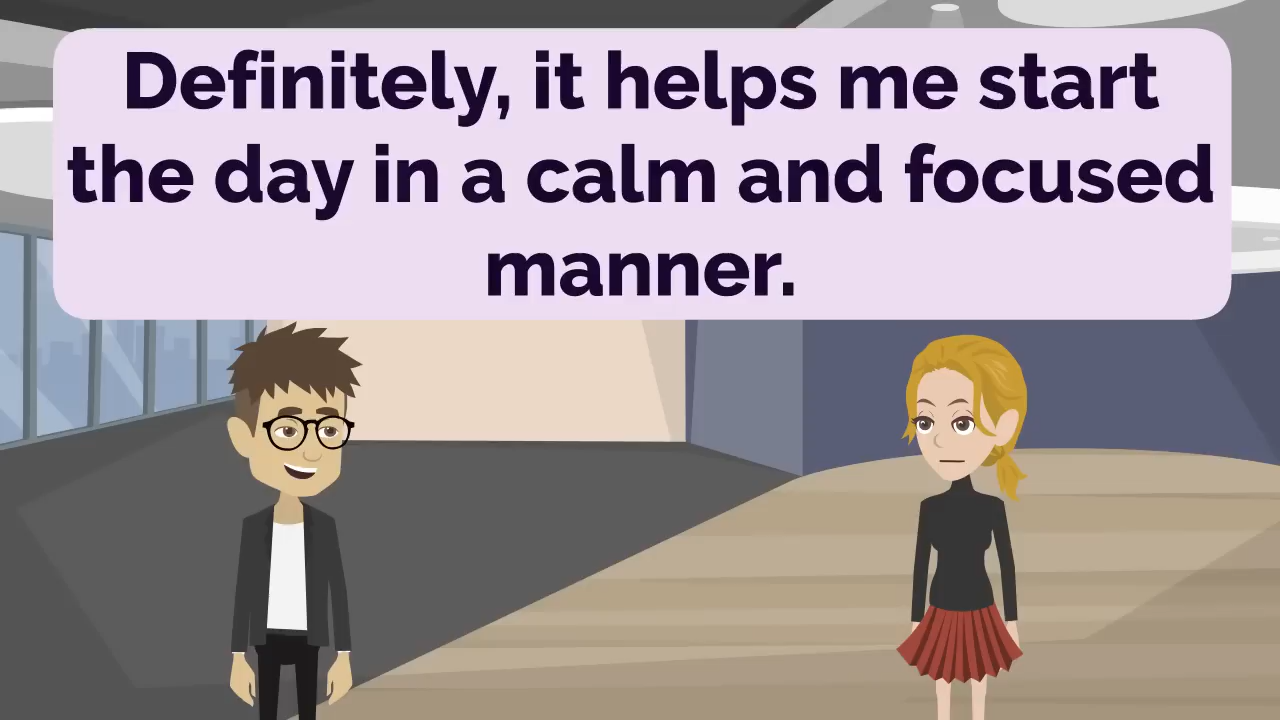 Definitely, it helps me start
the day in a calm and focused
manner.